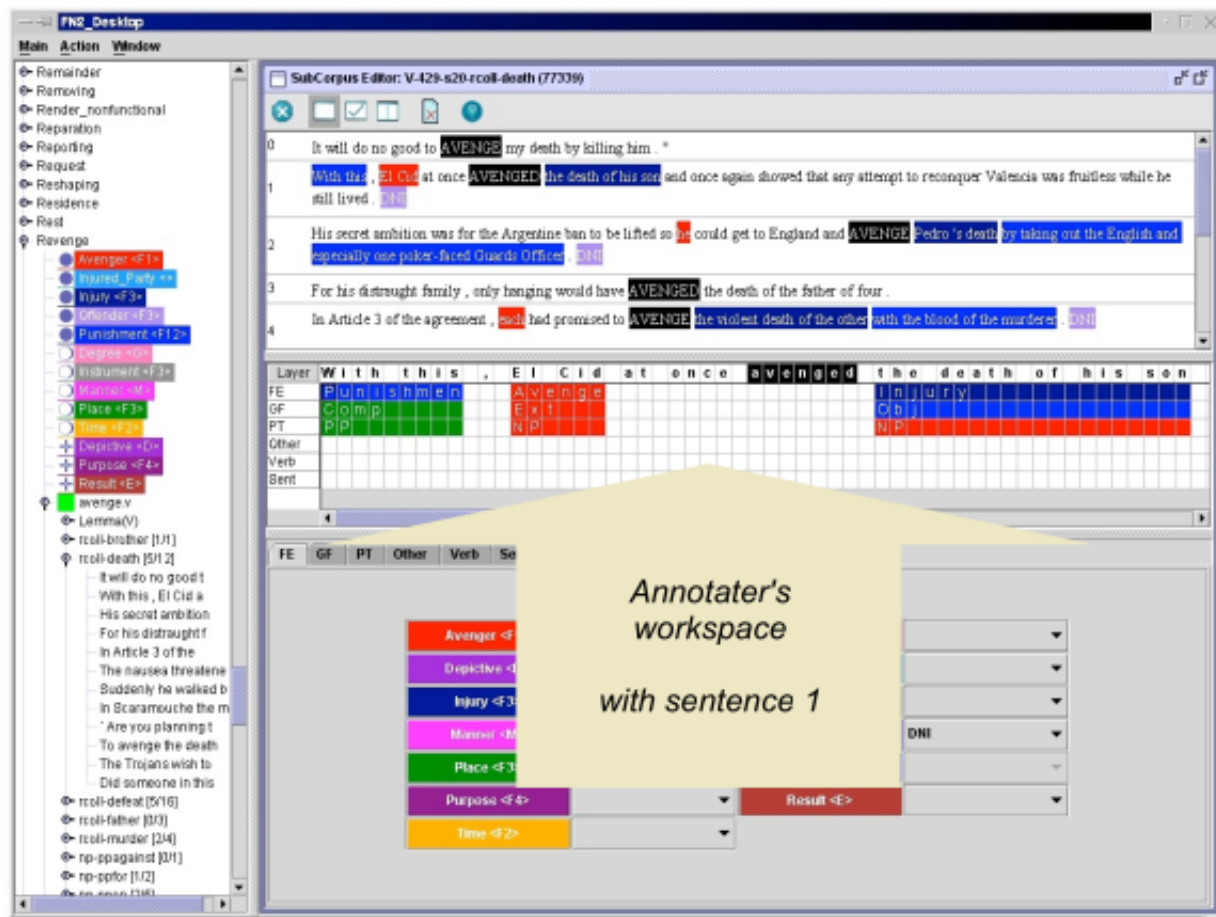 FN2_Desktop
Main Action Window
Remainder
Removing
Render_nonfunctional
Reparation
Reporting
Request
Reshaping
Residence
Rest
Revenge
Avenger <F1>
Injured_Party <>
Injury <F3>
Offender <F3>
Punishment <F12>
Degree <G>
Instrument <F3>
Manner <M>
Place <F3>
Time <F2>
Depictive <D>
Purpose <F4>
Result <E>
avenge.v
Lemma(V)
rcoll-brother [1/1]
rcoll-death [5/12]
It will do no good t
With this , El Cid a
His secret ambition
For his distraught f
In Article 3 of the
The nausea threatene
Suddenly he walked b
In Scaramouche the m
' Are you planning t
To avenge the death
The Trojans wish to
Did someone in this
rcoll-defeat [5/16]
rcoll-father [0/3]
rcoll-murder [2/4]
np-ppagainst [0/1]
np-ppfor [1/2]
SubCorpus Editor: V-429-s20-rcoll-death (77339)
0 It will do no good to AVENGE my death by killing him . "
1 With this , El Cid at once AVENGED the death of his son and once again showed that any attempt to reconquer Valencia was fruitless while he
still lived . DNI
2 His secret ambition was for the Argentine ban to be lifted so he could get to England and AVENGE Pedro 's death by taking out the English and
especially one poker-faced Guards Officer . DNI
3 For his distraught family , only hanging would have AVENGED the death of the father of four .
4 In Article 3 of the agreement , each had promised to AVENGE the violent death of the other with the blood of the murderer . DNI
Layer With this , El Cid at once avenged the death of his son
FE Punishmen Avenge Injury
GF Comp Ext Obj
PT PP NP NP
Other
Verb
Sent
FE GF PT Other Verb Se
Annotater's
workspace
with sentence 1
Avenger <F
Depictive <
Injury <F3
Manner <M DNI
Place <F3
Purpose <F4> Result <E>
Time <F2>